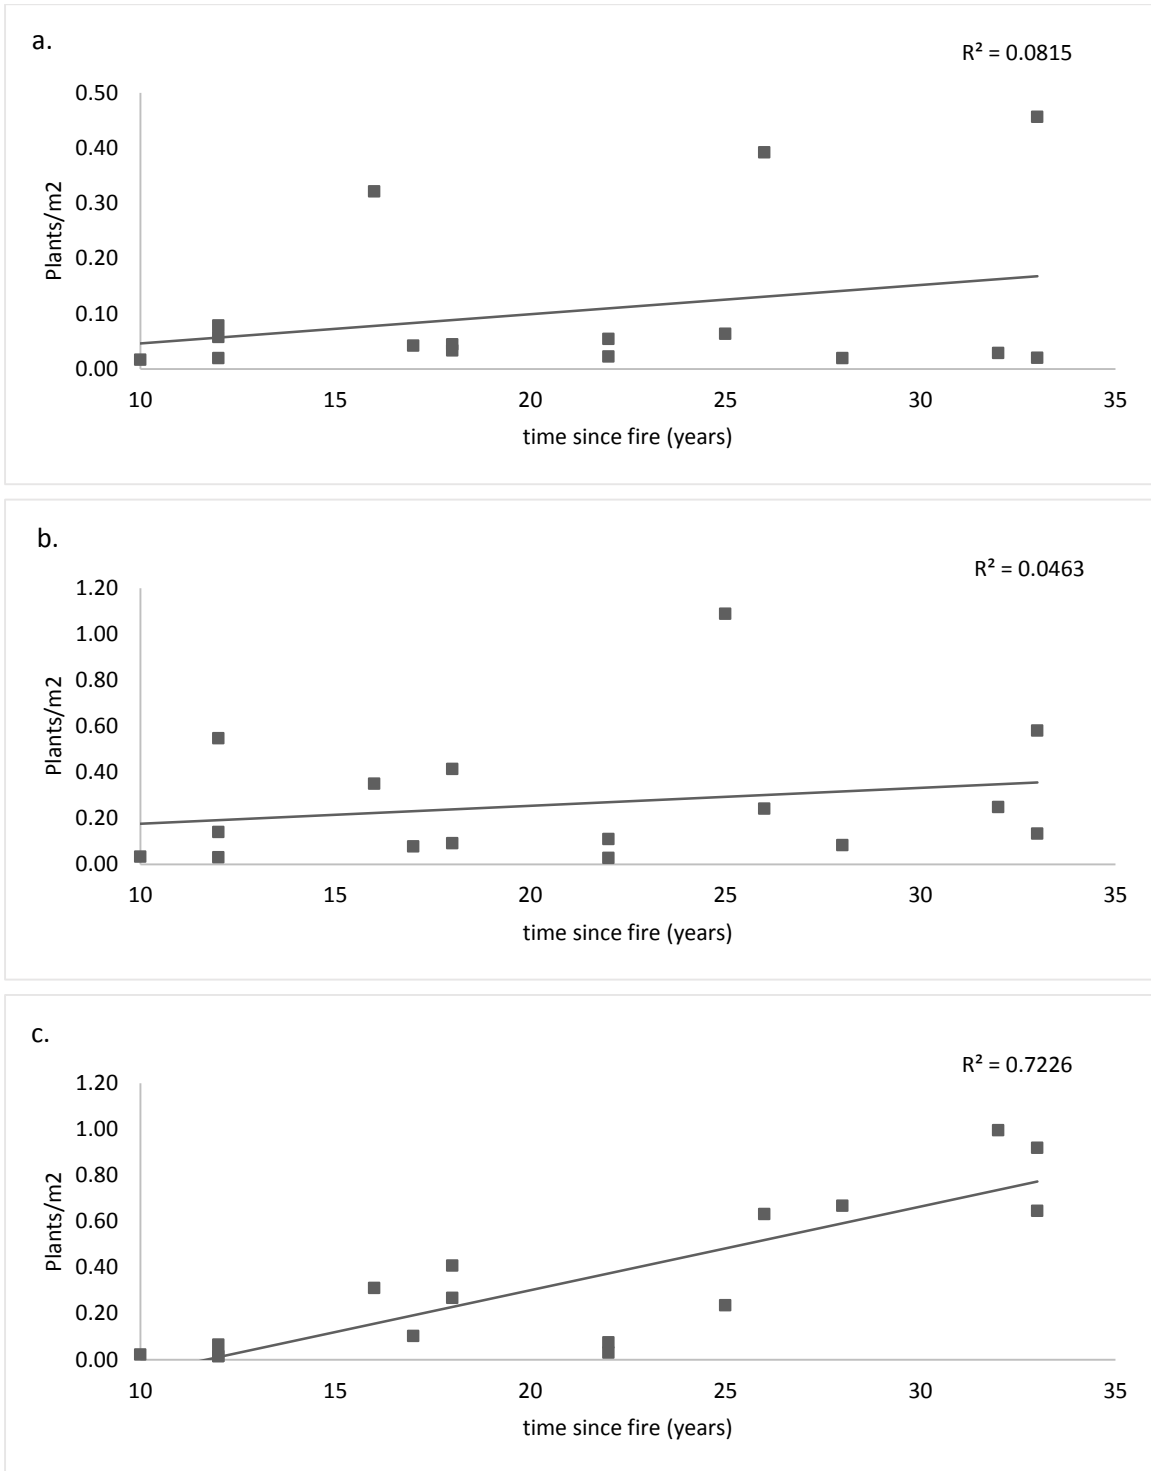 a.
R² = 0.0815
0.50
0.40
0.30
0.20
0.10
0.00
Plants/m2
10 15 20 25 30 35
time since fire (years)
b.
R² = 0.0463
1.20
1.00
0.80
0.60
0.40
0.20
0.00
Plants/m2
10 15 20 25 30 35
time since fire (years)
c.
R² = 0.7226
1.20
1.00
0.80
0.60
0.40
0.20
0.00
Plants/m2
10 15 20 25 30 35
time since fire (years)